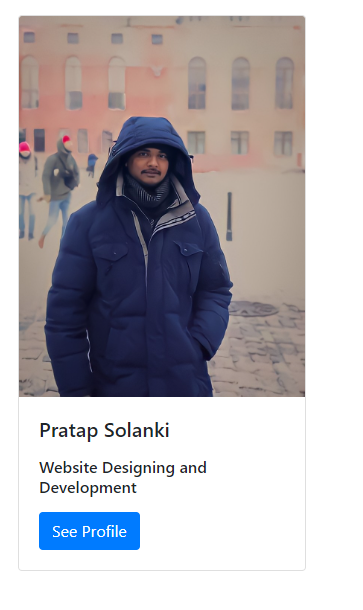 Pratap Solanki
Website Designing and
Development
See Profile